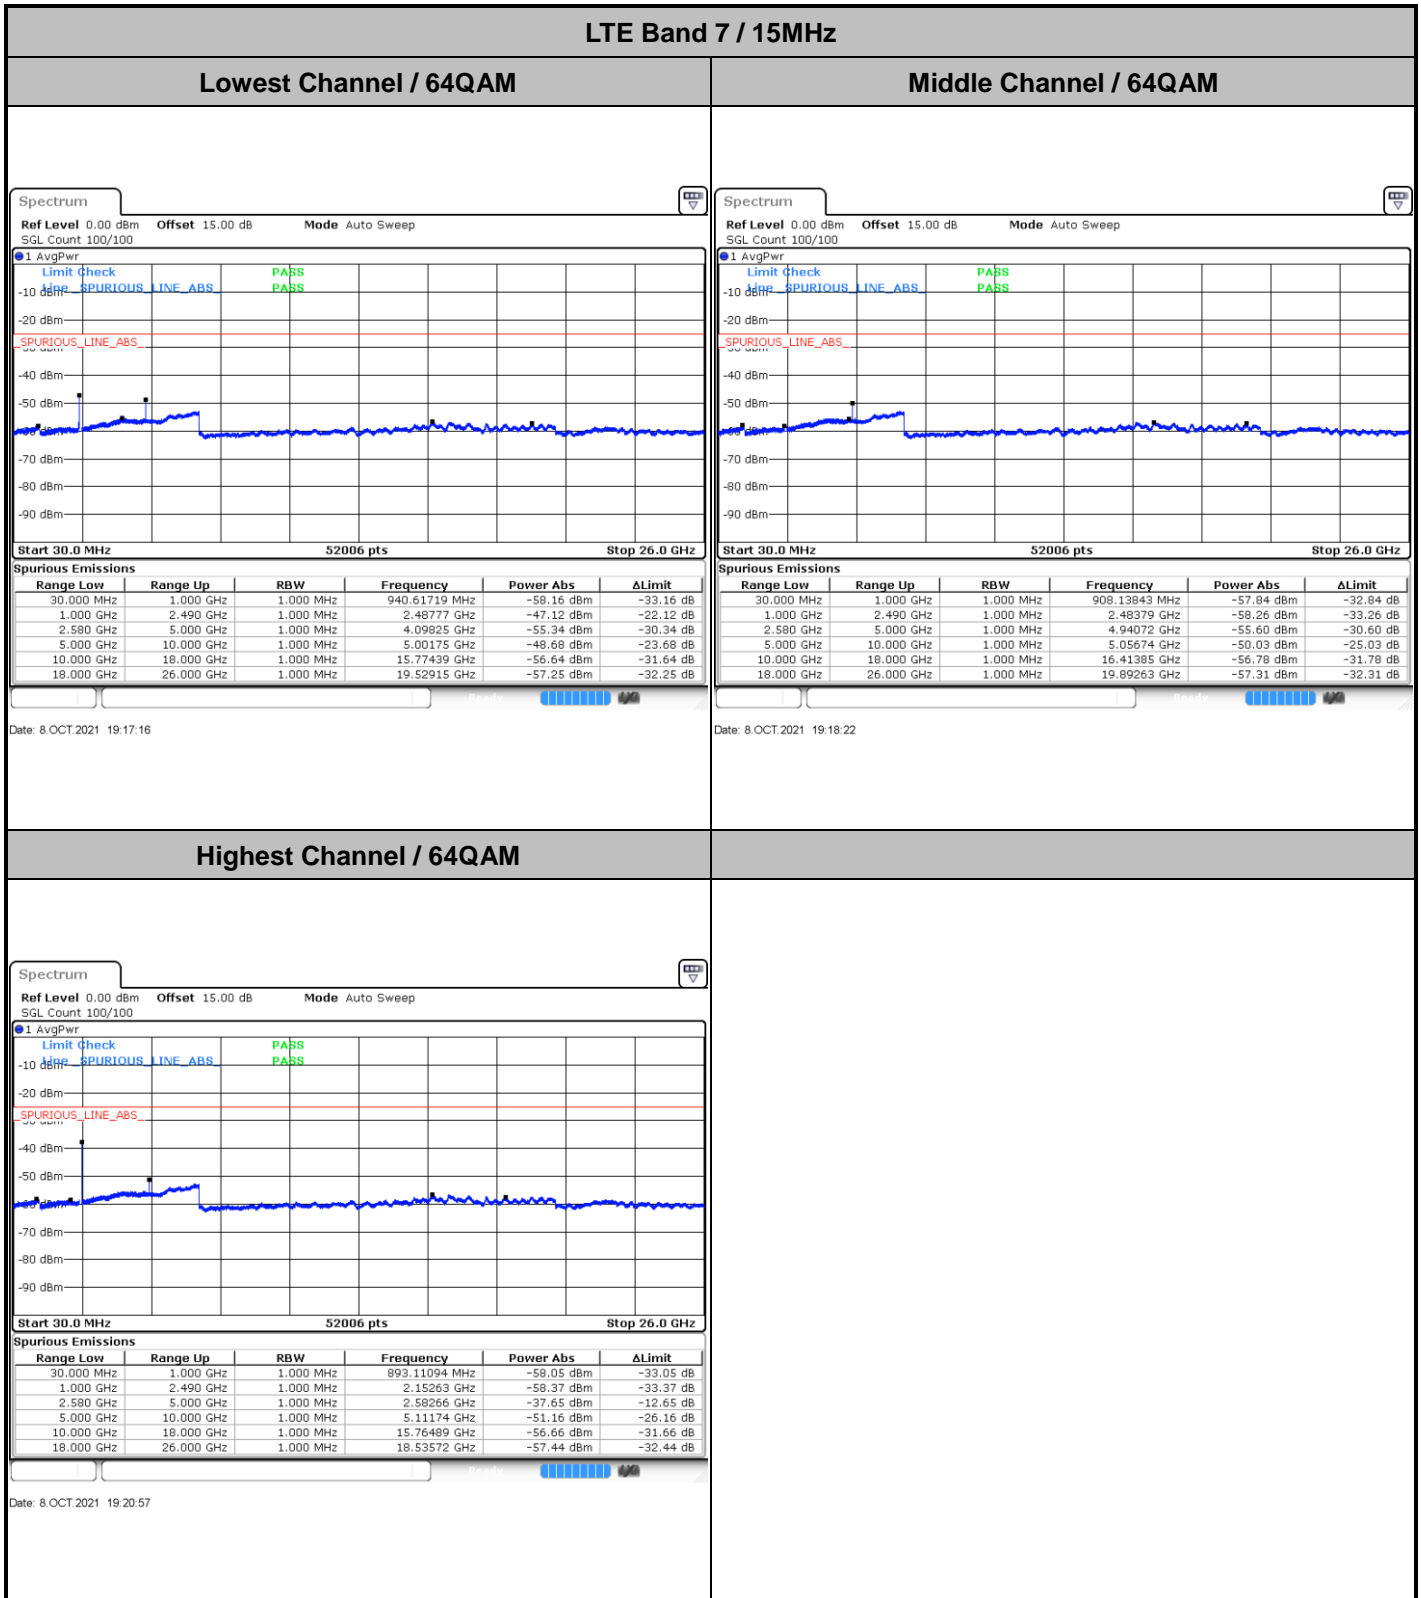 LTE Band 7 / 15MHz
Lowest Channel / 64QAM
Middle Channel / 64QAM
Spectrum
Ref Level 0.00 dBm Offset 15.00 dB Mode Auto Sweep
SGL Count 100/100
1 AvgPwr
Limit Check PASS
Line _SPURIOUS_LINE_ABS_ PASS
-10 dBm
-20 dBm
_SPURIOUS_LINE_ABS_
-40 dBm
-50 dBm
-70 dBm
-80 dBm
-90 dBm
Start 30.0 MHz 52006 pts Stop 26.0 GHz
Spurious Emissions
Range Low Range Up RBW Frequency Power Abs ΔLimit
30.000 MHz 1.000 GHz 1.000 MHz 940.61719 MHz -58.16 dBm -33.16 dB
1.000 GHz 2.490 GHz 1.000 MHz 2.48777 GHz -47.12 dBm -22.12 dB
2.580 GHz 5.000 GHz 1.000 MHz 4.09825 GHz -55.34 dBm -30.34 dB
5.000 GHz 10.000 GHz 1.000 MHz 5.00175 GHz -48.68 dBm -23.68 dB
10.000 GHz 18.000 GHz 1.000 MHz 15.77439 GHz -56.64 dBm -31.64 dB
18.000 GHz 26.000 GHz 1.000 MHz 19.52915 GHz -57.25 dBm -32.25 dB
Date: 8.OCT.2021 19:17:16
Spectrum
Ref Level 0.00 dBm Offset 15.00 dB Mode Auto Sweep
SGL Count 100/100
1 AvgPwr
Limit Check PASS
Line _SPURIOUS_LINE_ABS_ PASS
-10 dBm
-20 dBm
_SPURIOUS_LINE_ABS_
-40 dBm
-50 dBm
-70 dBm
-80 dBm
-90 dBm
Start 30.0 MHz 52006 pts Stop 26.0 GHz
Spurious Emissions
Range Low Range Up RBW Frequency Power Abs ΔLimit
30.000 MHz 1.000 GHz 1.000 MHz 908.13843 MHz -57.84 dBm -32.84 dB
1.000 GHz 2.490 GHz 1.000 MHz 2.48379 GHz -58.26 dBm -33.26 dB
2.580 GHz 5.000 GHz 1.000 MHz 4.94072 GHz -55.60 dBm -30.60 dB
5.000 GHz 10.000 GHz 1.000 MHz 5.05674 GHz -50.03 dBm -25.03 dB
10.000 GHz 18.000 GHz 1.000 MHz 16.41385 GHz -56.78 dBm -31.78 dB
18.000 GHz 26.000 GHz 1.000 MHz 19.89263 GHz -57.31 dBm -32.31 dB
Date: 8.OCT.2021 19:18:22
Highest Channel / 64QAM
Spectrum
Ref Level 0.00 dBm Offset 15.00 dB Mode Auto Sweep
SGL Count 100/100
1 AvgPwr
Limit Check PASS
Line _SPURIOUS_LINE_ABS_ PASS
-10 dBm
-20 dBm
_SPURIOUS_LINE_ABS_
-40 dBm
-50 dBm
-70 dBm
-80 dBm
-90 dBm
Start 30.0 MHz 52006 pts Stop 26.0 GHz
Spurious Emissions
Range Low Range Up RBW Frequency Power Abs ΔLimit
30.000 MHz 1.000 GHz 1.000 MHz 893.11094 MHz -58.05 dBm -33.05 dB
1.000 GHz 2.490 GHz 1.000 MHz 2.15263 GHz -58.37 dBm -33.37 dB
2.580 GHz 5.000 GHz 1.000 MHz 2.58266 GHz -37.65 dBm -12.65 dB
5.000 GHz 10.000 GHz 1.000 MHz 5.11174 GHz -51.16 dBm -26.16 dB
10.000 GHz 18.000 GHz 1.000 MHz 15.76489 GHz -56.66 dBm -31.66 dB
18.000 GHz 26.000 GHz 1.000 MHz 18.53572 GHz -57.44 dBm -32.44 dB
Date: 8.OCT.2021 19:20:57